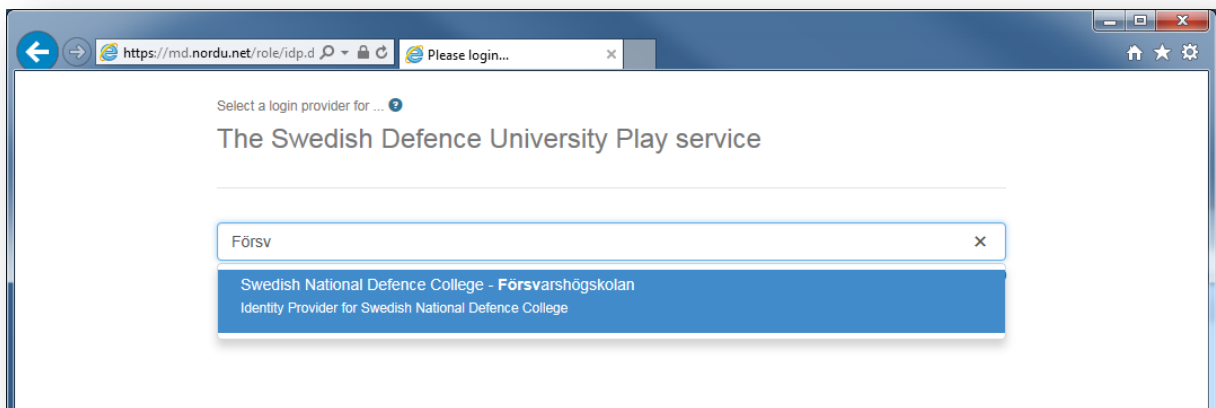 https://md.nordu.net/role/idp.d
Please login...
Select a login provider for ...
The Swedish Defence University Play service
Försv
Swedish National Defence College - Försvarshögskolan
Identity Provider for Swedish National Defence College